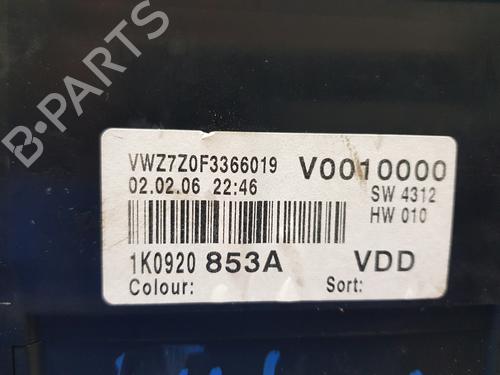 B-PARTS
VWZ7Z0F3366019 V0010000
02.02.06 22:46 SW 4312
HW 010
1K0920 853A VDD
Colour: Sort: